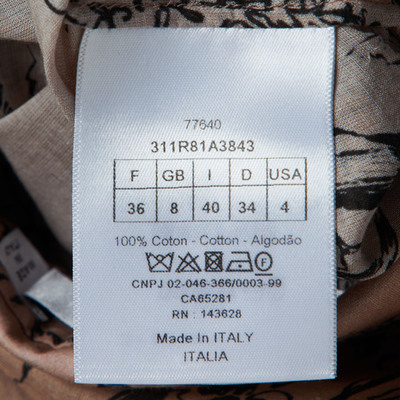 77640
311R81A3843
F GB I D USA
36 8 40 34 4
100% Coton - Cotton - Algodão
CNPJ 02-046-366/0003-99
CA65281
RN : 143628
Made In ITALY
ITALIA